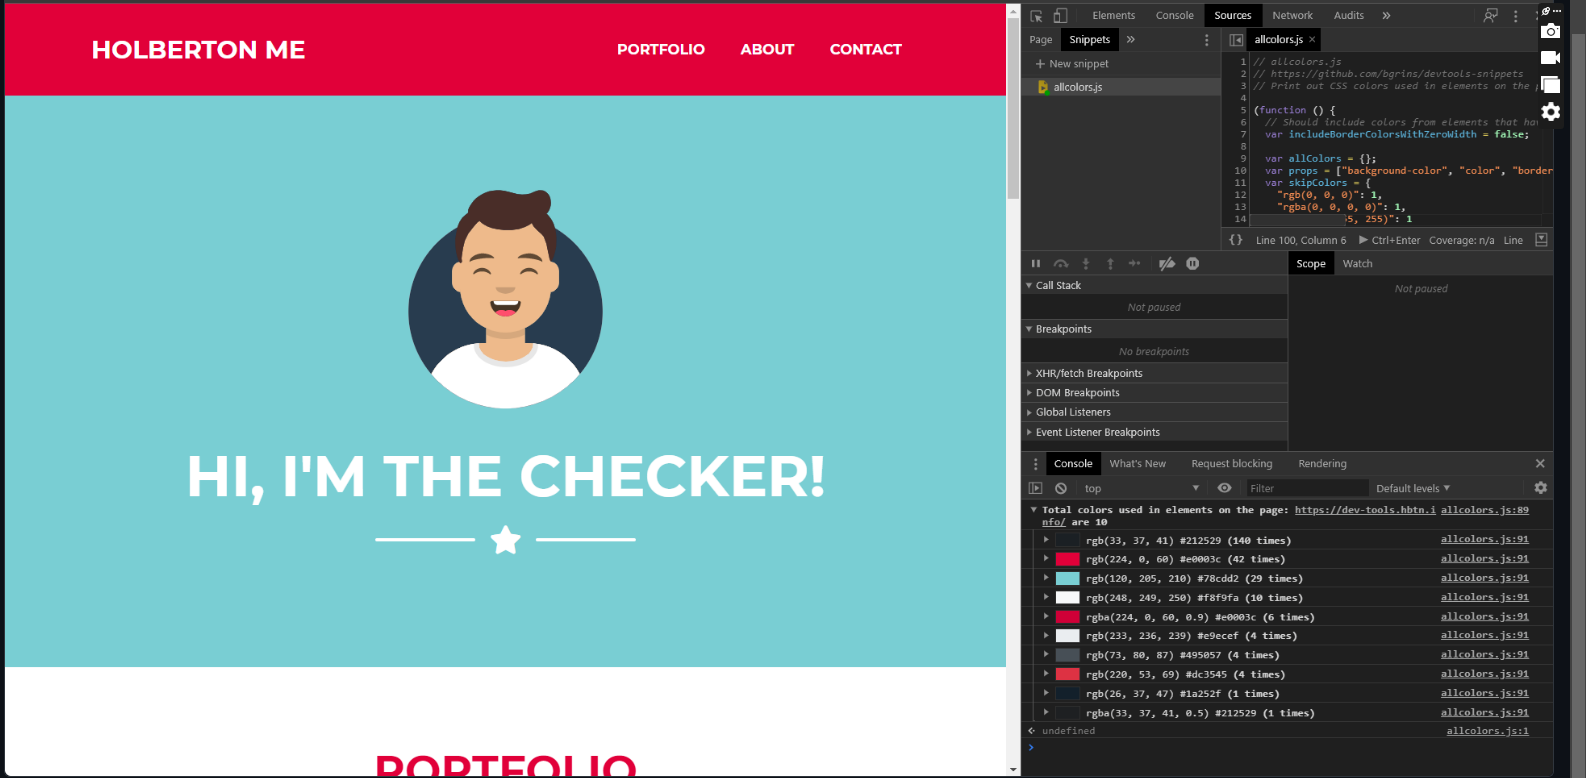 HOLBERTON ME
PORTFOLIO ABOUT CONTACT
HI, I'M THE CHECKER!
PORTFOLIO
Elements Console Sources Network Audits »
Page Snippets »
allcolors.js ×
+ New snippet
allcolors.js
1 // allcolors.js
2 // https://github.com/bgrins/devtools-snippets
3 // Print out CSS colors used in elements on the p
4
5 (function () {
6 // Should include colors from elements that hav
7 var includeBorderColorsWithZeroWidth = false;
8
9 var allColors = {};
10 var props = ["background-color", "color", "border
11 var skipColors = {
12 "rgb(0, 0, 0)": 1,
13 "rgba(0, 0, 0, 0)": 1,
14 55, 255)": 1
{} Line 100, Column 6 Ctrl+Enter Coverage: n/a Line
Call Stack
Not paused
Breakpoints
No breakpoints
XHR/fetch Breakpoints
DOM Breakpoints
Global Listeners
Event Listener Breakpoints
Scope Watch
Not paused
Console What's New Request blocking Rendering
top Filter Default levels
Total colors used in elements on the page: https://dev-tools.hbtn.i allcolors.js:89
nfo/ are 10
rgb(33, 37, 41) #212529 (140 times) allcolors.js:91
rgb(224, 0, 60) #e0003c (42 times) allcolors.js:91
rgb(120, 205, 210) #78cdd2 (29 times) allcolors.js:91
rgb(248, 249, 250) #f8f9fa (10 times) allcolors.js:91
rgba(224, 0, 60, 0.9) #e0003c (6 times) allcolors.js:91
rgb(233, 236, 239) #e9ecef (4 times) allcolors.js:91
rgb(73, 80, 87) #495057 (4 times) allcolors.js:91
rgb(220, 53, 69) #dc3545 (4 times) allcolors.js:91
rgb(26, 37, 47) #1a252f (1 times) allcolors.js:91
rgba(33, 37, 41, 0.5) #212529 (1 times) allcolors.js:91
undefined allcolors.js:1